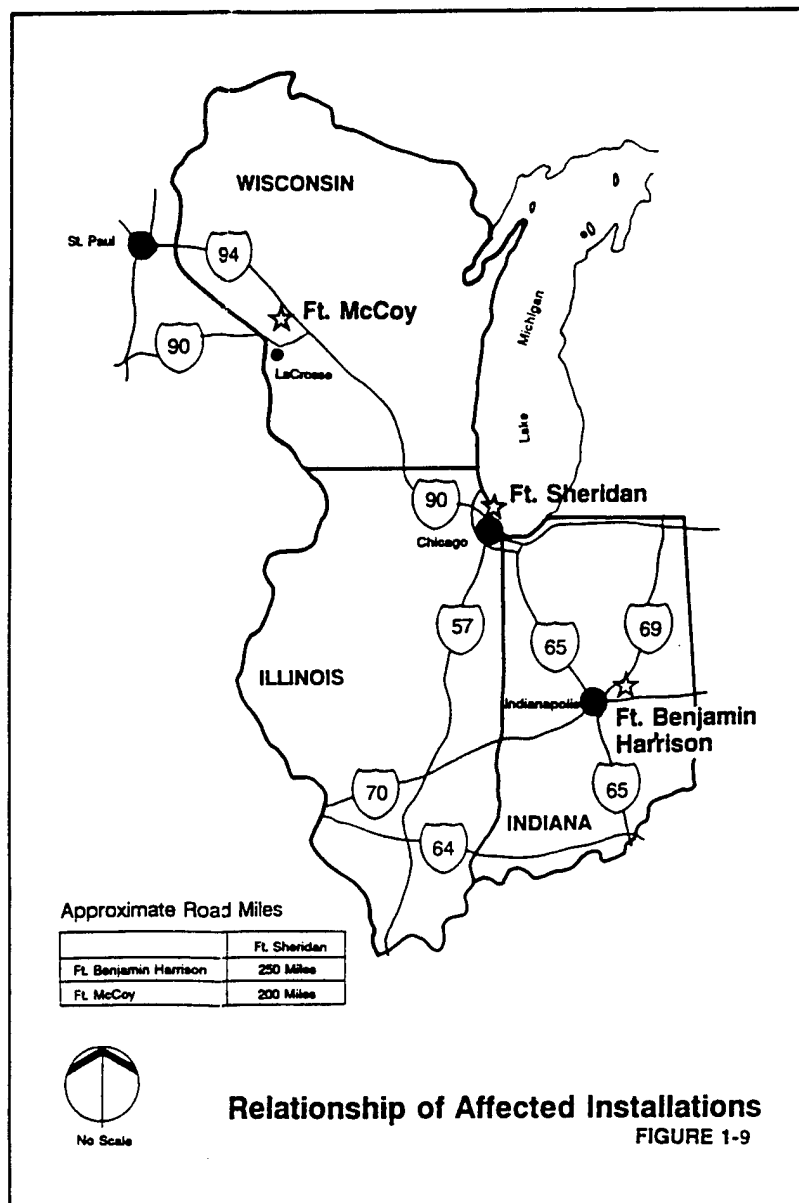 WISCONSIN
St. Paul
94
Ft. McCoy
90
LaCrosse
Lake Michigan
Ft. Sheridan
90
Chicago
57
65
69
ILLINOIS
Indianapolis
Ft. Benjamin
Harrison
70
65
INDIANA
64
Approximate Road Miles
Ft. Sheridan
Ft. Benjamin Harrison 250 Miles
Ft. McCoy 200 Miles
No Scale
Relationship of Affected Installations
FIGURE 1-9